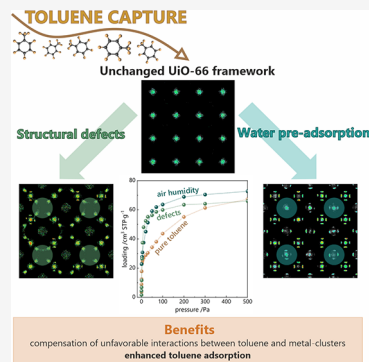 TOLUENE CAPTURE
Unchanged UiO-66 framework
Structural defects
Water pre-adsorption
80
60
40
20
0
loading /cm³ STP·g⁻¹
air humidity
defects
pure toluene
0 100 200 300 400 500
pressure /Pa
Benefits
compensation of unfavorable interactions between toluene and metal-clusters
enhanced toluene adsorption